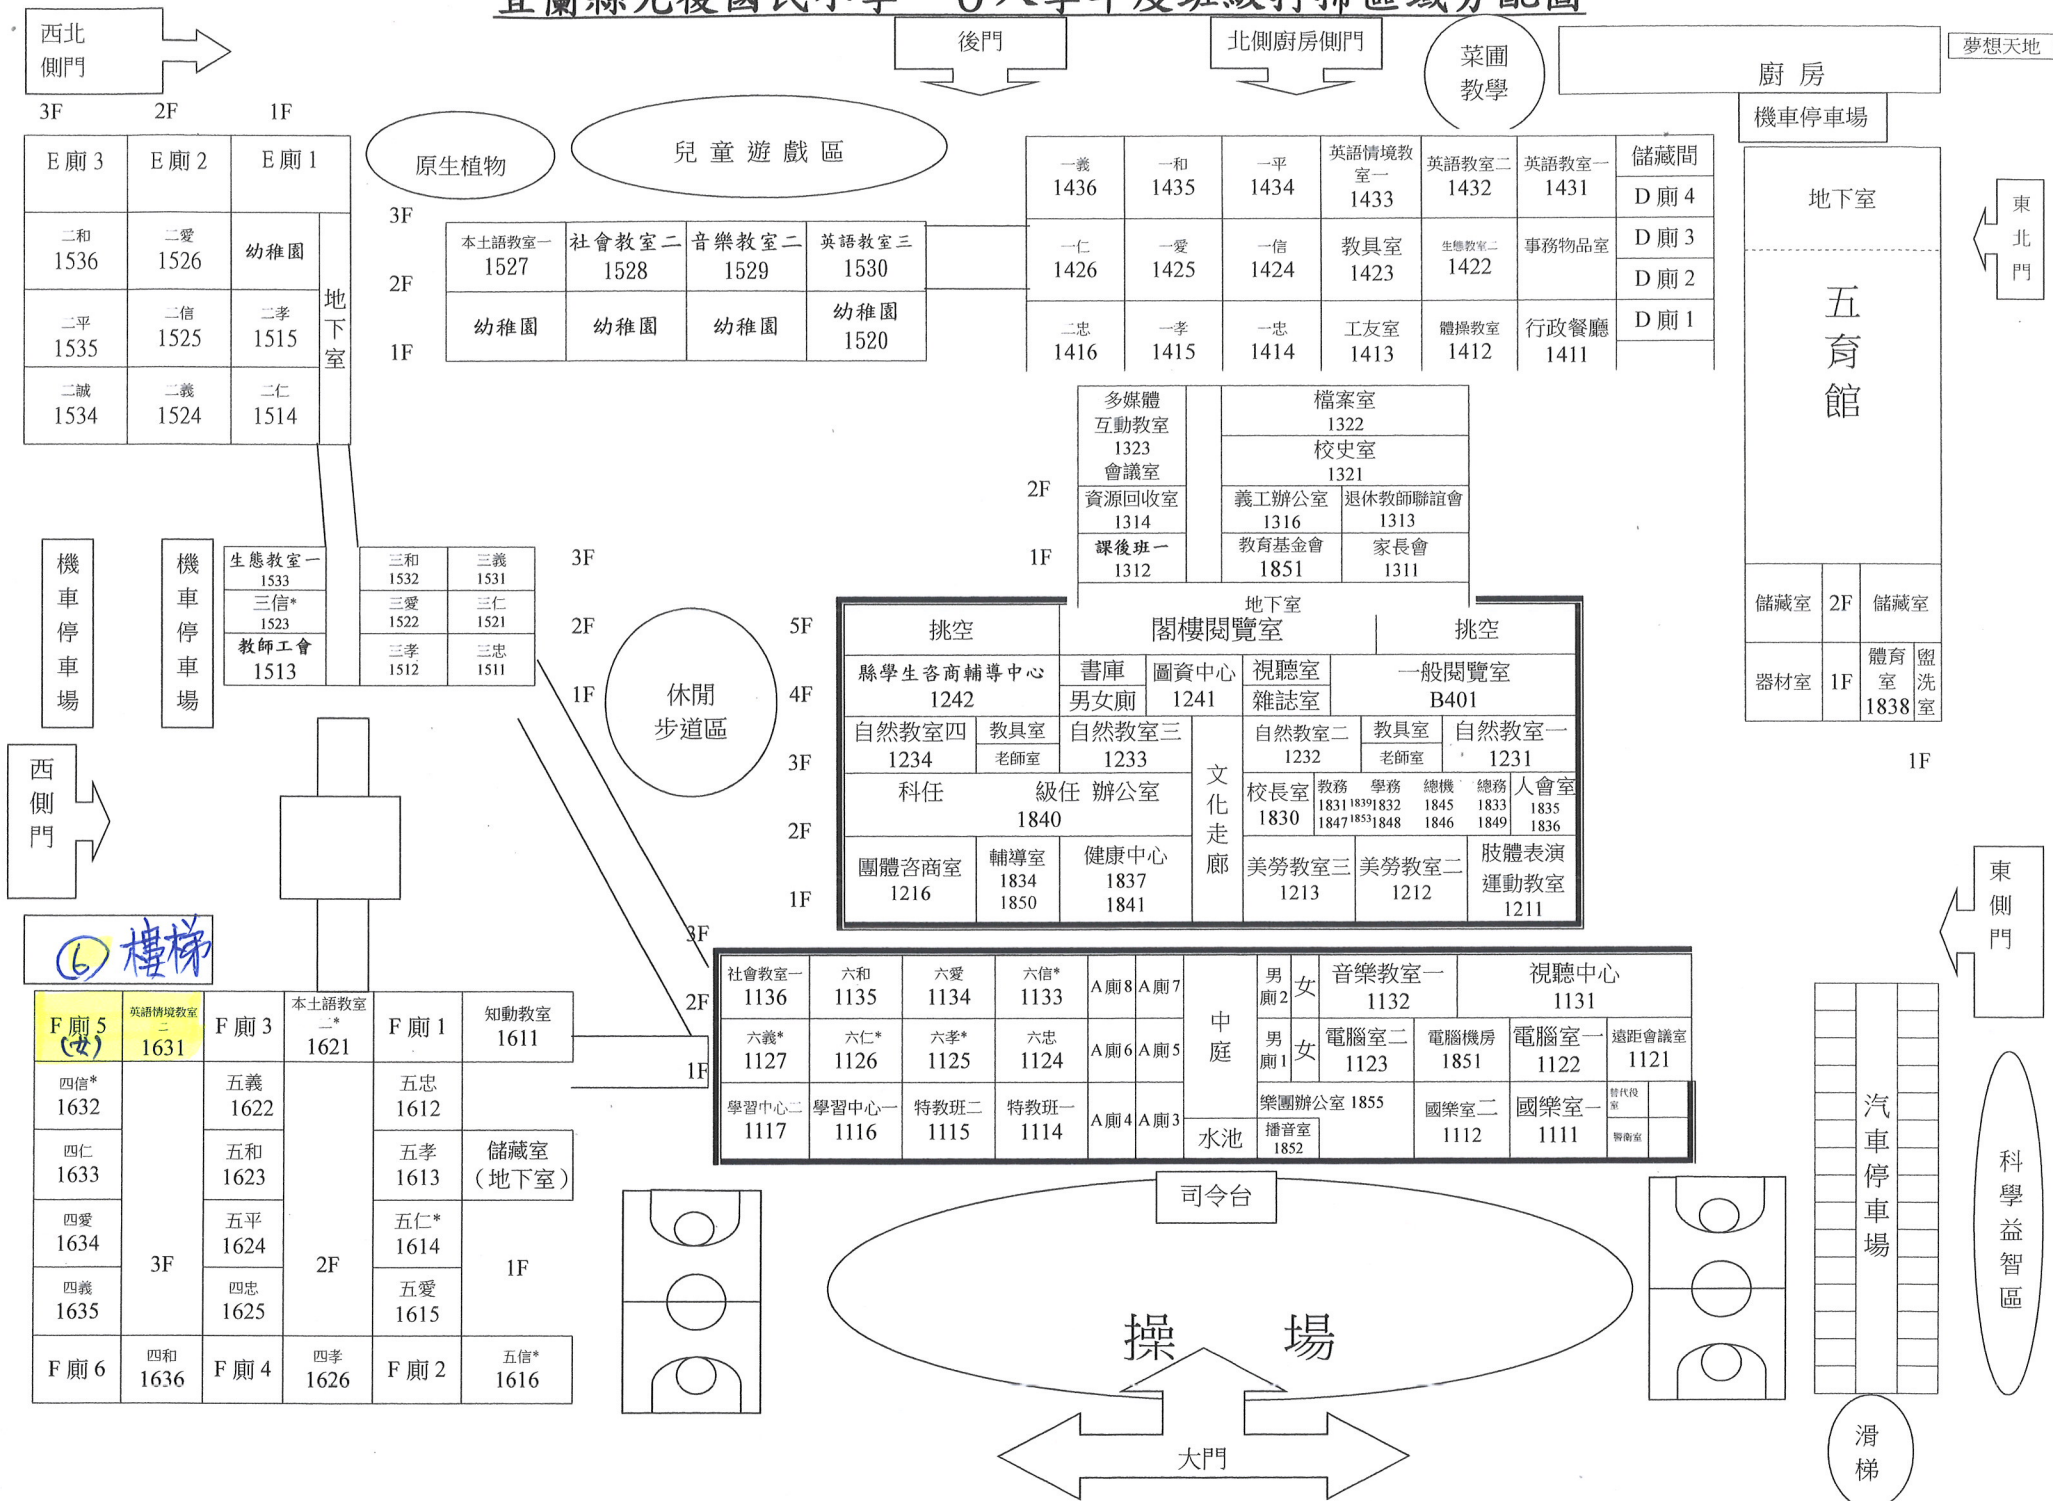 宜蘭縣光復國民小學一０八學年度班級打掃區域分配圖
西北
側門
後門
北側廚房側門
菜圃
教學
廚 房
夢想天地
機車停車場
3F 2F 1F
E 廁 3 E 廁 2 E 廁 1
二和
1536
二愛
1526
幼稚園
二平
1535
二信
1525
二孝
1515
二誠
1534
二義
1524
二仁
1514
地下室
原生植物
兒 童 遊 戲 區
3F
2F
1F
本土語教室一
1527
社會教室二
1528
音樂教室二
1529
英語教室三
1530
幼稚園
幼稚園
幼稚園
幼稚園
1520
一義
1436
一和
1435
一平
1434
英語情境教
室一
1433
英語教室二
1432
英語教室一
1431
儲藏間
D 廁 4
一仁
1426
一愛
1425
一信
1424
教具室
1423
生態教室二
1422
事務物品室
D 廁 3
D 廁 2
二忠
1416
一孝
1415
一忠
1414
工友室
1413
體操教室
1412
行政餐廳
1411
D 廁 1
地下室
五育館
東北門
儲藏室 2F 儲藏室
器材室 1F
體育
室
1838
盥洗室
1F
2F
1F
多媒體
互動教室
1323
會議室
檔案室
1322
校史室
1321
資源回收室
1314
義工辦公室
1316
退休教師聯誼會
1313
課後班一
1312
教育基金會
1851
家長會
1311
地下室
機車停車場
機車停車場
生態教室一
1533
三和
1532
三義
1531
三信*
1523
三愛
1522
三仁
1521
教師工會
1513
三孝
1512
三忠
1511
3F
2F
1F
休閒
步道區
5F
4F
3F
2F
1F
挑空
閣樓閱覽室
挑空
縣學生咨商輔導中心
1242
書庫
男女廁
圖資中心
1241
視聽室
雜誌室
一般閱覽室
B401
自然教室四
1234
教具室
老師室
自然教室三
1233
文化走廊
自然教室二
1232
教具室
老師室
自然教室一
1231
科任 級任 辦公室
1840
校長室
1830
教務 學務 總機 總務
1831 1839 1832 1845 1833
1847 1853 1848 1846 1849
人會室
1835
1836
團體咨商室
1216
輔導室
1834
1850
健康中心
1837
1841
美勞教室三
1213
美勞教室二
1212
肢體表演
運動教室
1211
西側門
東側門
⑥ 樓梯
F 廁 5
(女)
英語情境教室
二
1631
F 廁 3
本土語教室
二*
1621
F 廁 1
知動教室
1611
四信*
1632
五義
1622
五忠
1612
四仁
1633
五和
1623
五孝
1613
儲藏室
（地下室）
四愛
1634
五平
1624
五仁*
1614
3F
2F
1F
四義
1635
四忠
1625
五愛
1615
F 廁 6
四和
1636
F 廁 4
四孝
1626
F 廁 2
五信*
1616
3F
2F
1F
社會教室一
1136
六和
1135
六愛
1134
六信*
1133
A廁8 A廁7
中庭
男
廁2
女
音樂教室一
1132
視聽中心
1131
六義*
1127
六仁*
1126
六孝*
1125
六忠
1124
A廁6 A廁5
男
廁1
女
電腦室二
1123
電腦機房
1851
電腦室一
1122
遠距會議室
1121
學習中心二
1117
學習中心一
1116
特教班二
1115
特教班一
1114
A廁4 A廁3
水池
樂團辦公室 1855
播音室
1852
國樂室二
1112
國樂室一
1111
替代役
室
警衛室
司令台
操 場
大門
汽車停車場
科學益智區
滑
梯